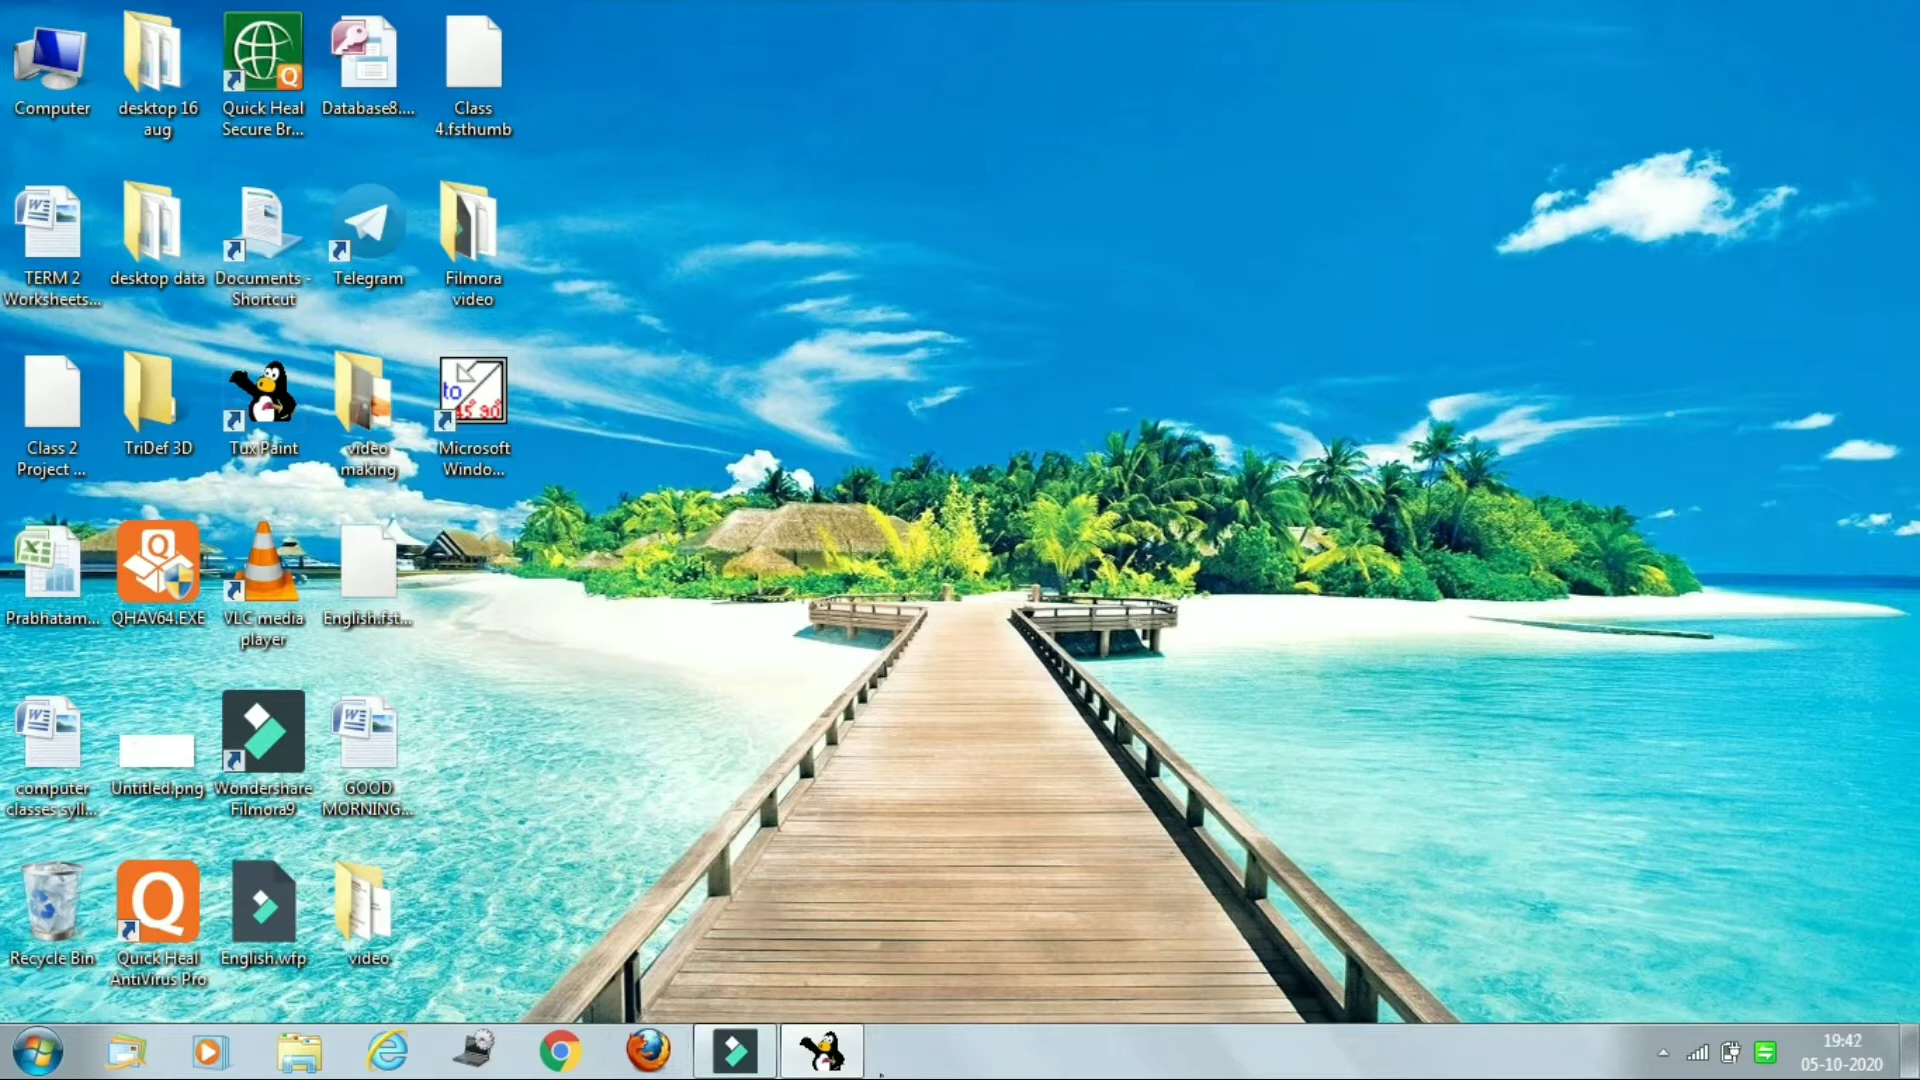 Computer
desktop 16
aug
Quick Heal
Secure Br...
Database8....
Class
4.fsthumb
TERM 2
Worksheets...
desktop data
Documents -
Shortcut
Telegram
Filmora
video
Class 2
Project ...
TriDef 3D
Tux Paint
video
making
to
45 90
Microsoft
Windo...
Prabhatam...
QHAV64.EXE
VLC media
player
English.fst...
computer
classes syll...
Untitled.png
Wondershare
Filmora9
GOOD
MORNING...
Recycle Bin
Quick Heal
AntiVirus Pro
English.wfp
video
19:42
05-10-2020